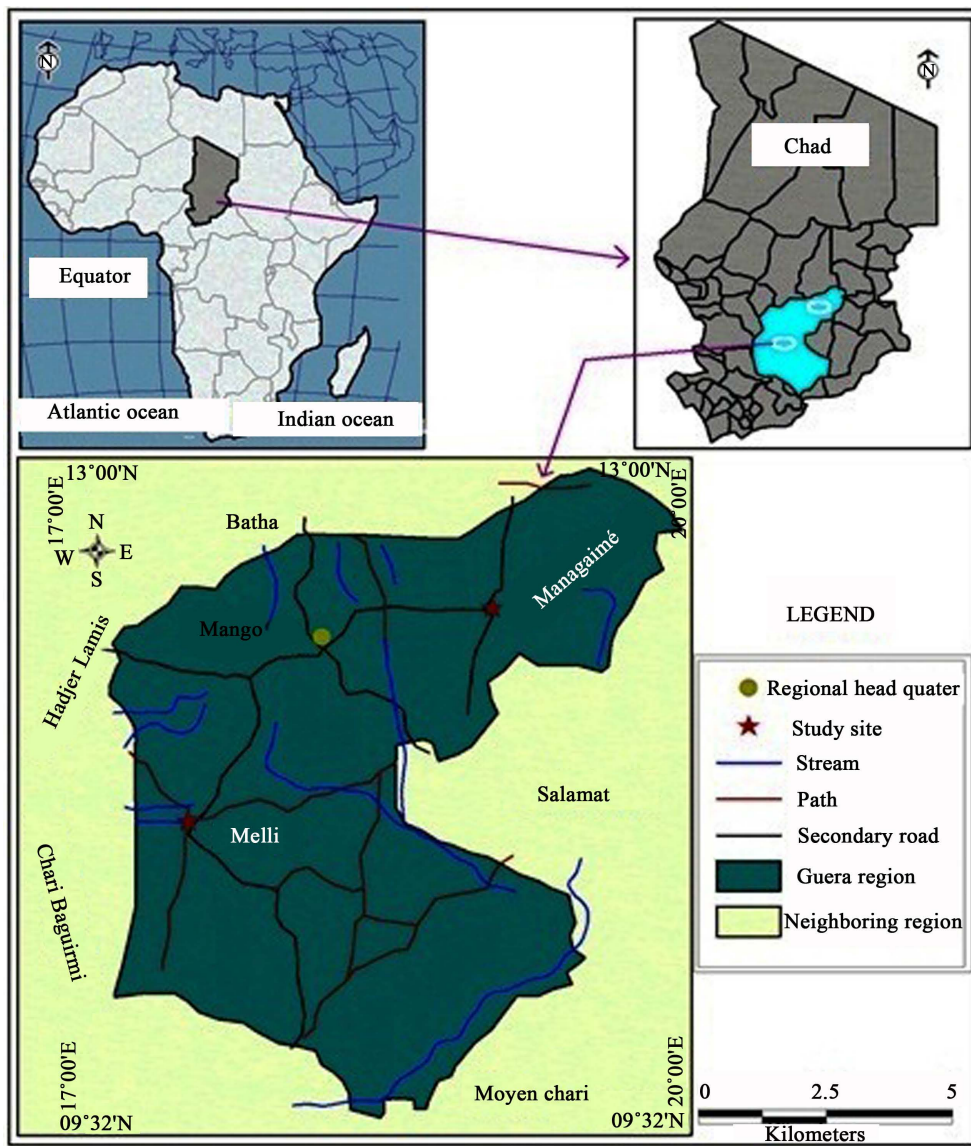 N
Equator
Atlantic ocean
Indian ocean
N
Chad
13°00'N
13°00'N
17°00'E
20°00'E
N
W E
S
Batha
Managaimé
Mango
Hadjer Lamis
Salamat
Melli
Chari Baguirmi
Moyen chari
17°00'E
20°00'E
09°32'N
09°32'N
LEGEND
Regional head quater
Study site
Stream
Path
Secondary road
Guera region
Neighboring region
0 2.5 5
Kilometers